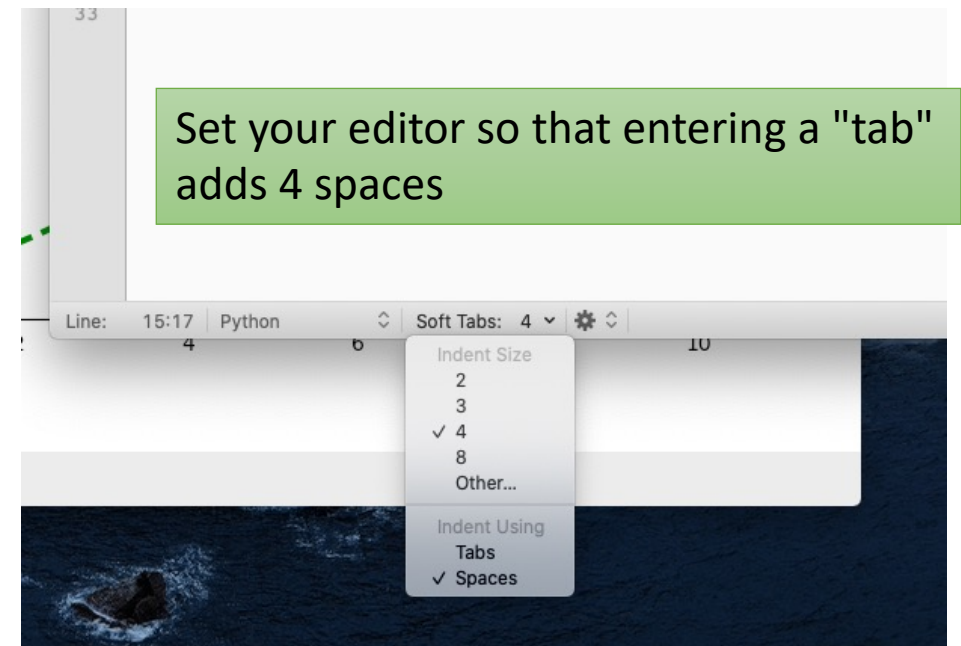 33
Set your editor so that entering a "tab"
adds 4 spaces
Line: 15:17 Python Soft Tabs: 4
4 6 10
Indent Size
2
3
✓ 4
8
Other...
Indent Using
Tabs
✓ Spaces